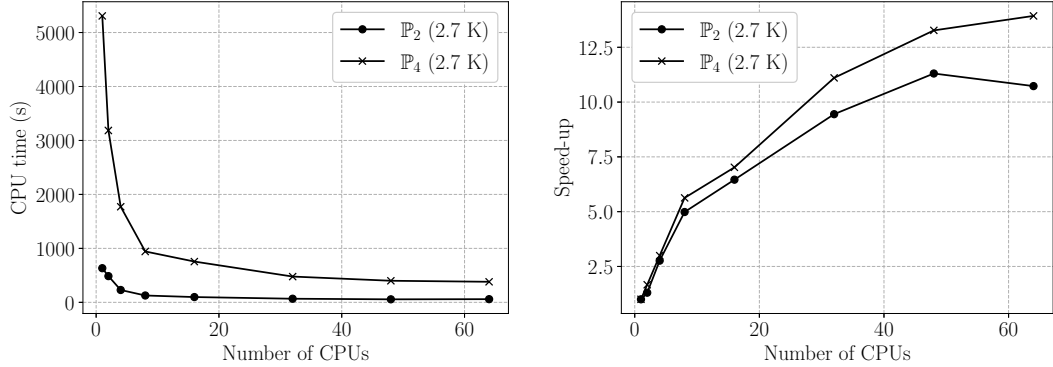 CPU time (s)
5000
4000
3000
2000
1000
0
0
20
40
60
Number of CPUs
ℙ₂ (2.7 K)
ℙ₄ (2.7 K)
Speed-up
12.5
10.0
7.5
5.0
2.5
0
20
40
60
Number of CPUs
ℙ₂ (2.7 K)
ℙ₄ (2.7 K)